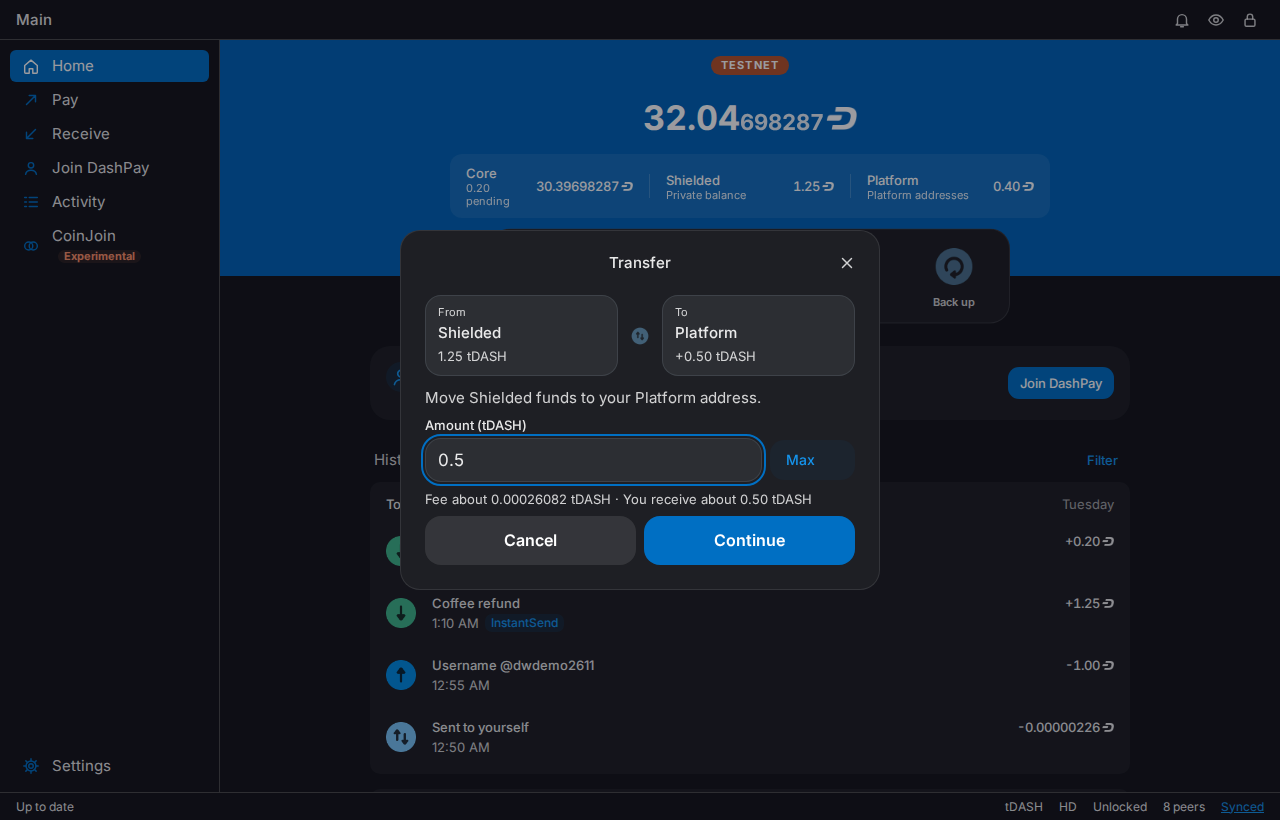 Main
Home
Pay
Receive
Join DashPay
Activity
CoinJoin
Experimental
Settings
TESTNET
32.04698287
Core
0.20 pending
30.39698287
Shielded
Private balance
1.25
Platform
Platform addresses
0.40
Back up
Join DashPay
Filter
Tuesday
+0.20
Transfer
From
Shielded
1.25 tDASH
To
Platform
+0.50 tDASH
Move Shielded funds to your Platform address.
Amount (tDASH)
0.5
Max
Fee about 0.00026082 tDASH · You receive about 0.50 tDASH
Cancel
Continue
Coffee refund
1:10 AM InstantSend
+1.25
Username @dwdemo2611
12:55 AM
-1.00
Sent to yourself
12:50 AM
-0.00000226
Up to date
tDASH HD Unlocked 8 peers Synced